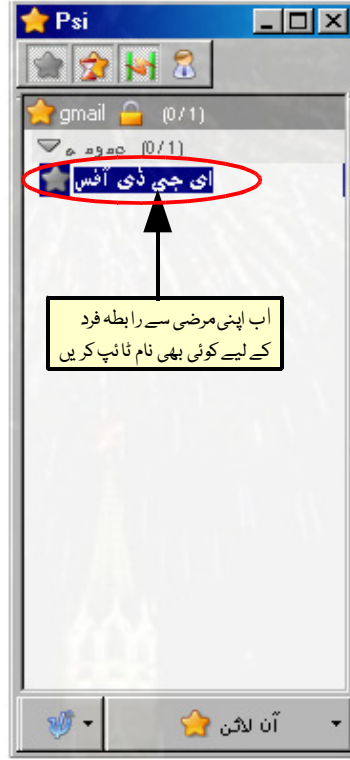 Psi
gmail (0/1)
(0/1)
ای جی ڈی آفس
اب اپنی مرضی سے رابطہ فرد
کے لیے کوئی بھی نام ٹائپ کریں
آن لائن